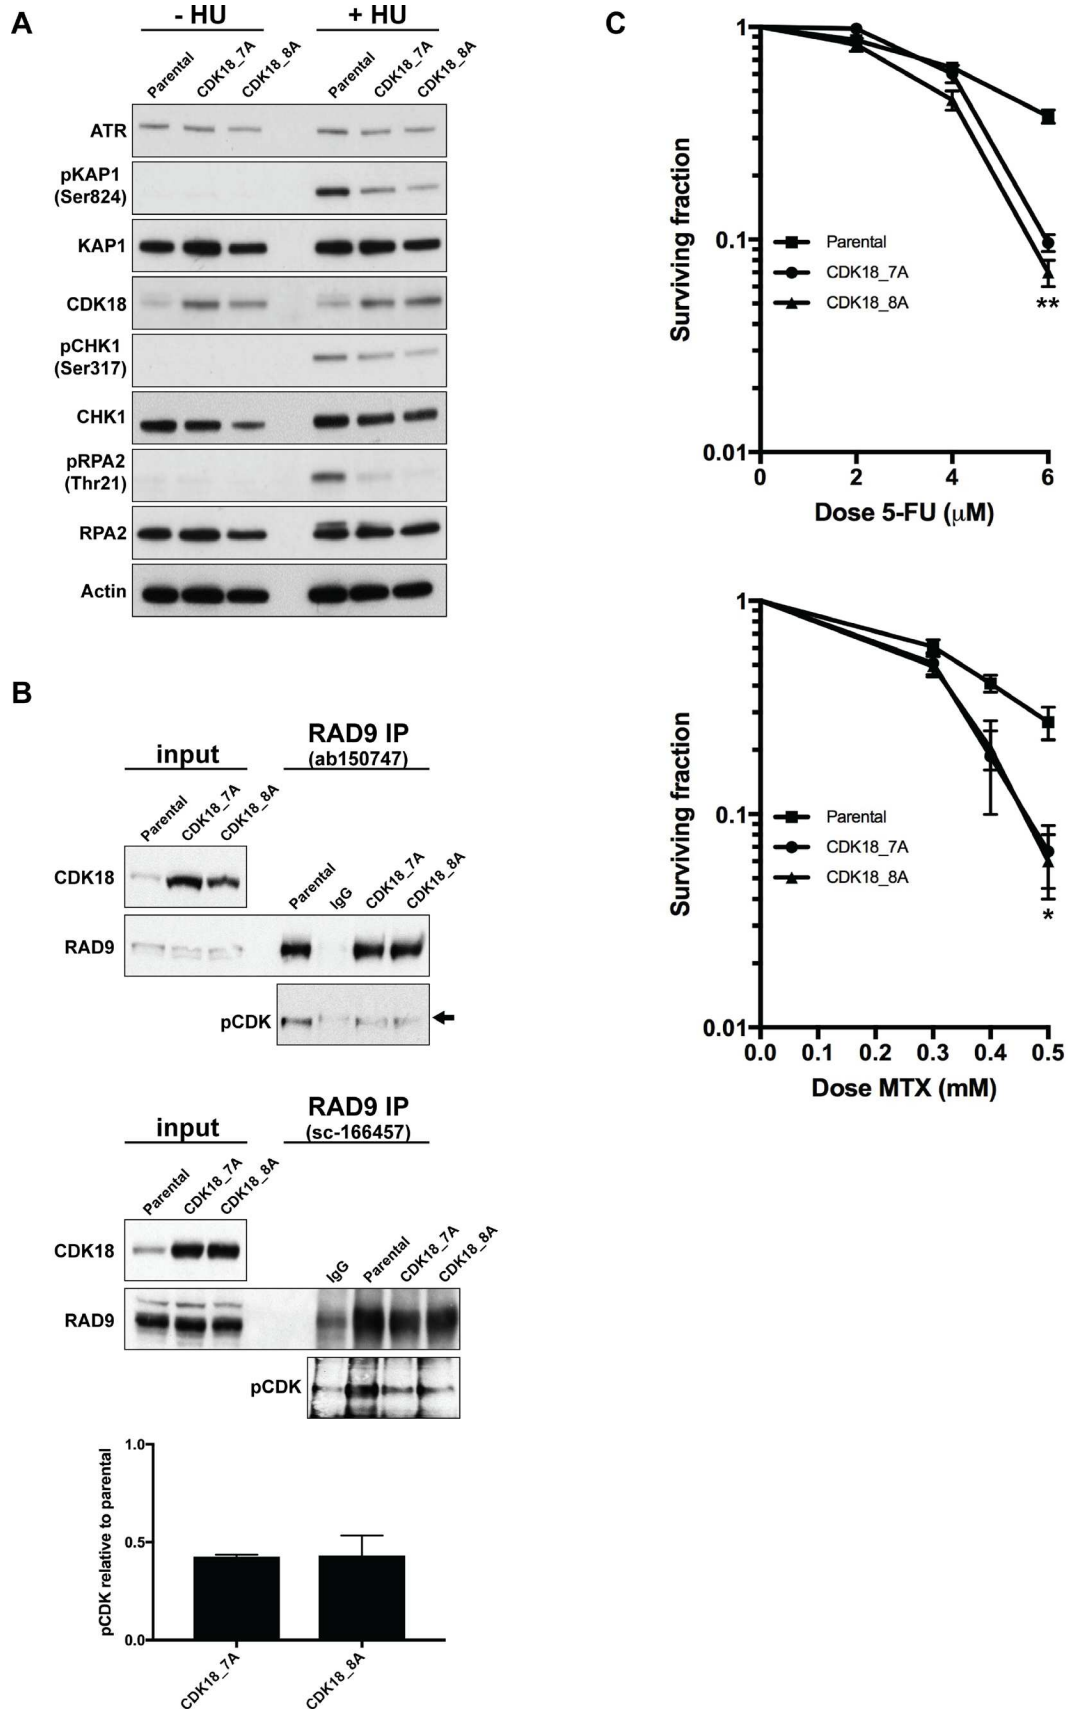 A
- HU
+ HU
Parental
CDK18_7A
CDK18_8A
Parental
CDK18_7A
CDK18_8A
ATR
pKAP1
(Ser824)
KAP1
CDK18
pCHK1
(Ser317)
CHK1
pRPA2
(Thr21)
RPA2
Actin
B
input
RAD9 IP
(ab150747)
Parental
CDK18_7A
CDK18_8A
CDK18
Parental
IgG
CDK18_7A
CDK18_8A
RAD9
pCDK
input
RAD9 IP
(sc-166457)
Parental
CDK18_7A
CDK18_8A
CDK18
IgG
Parental
CDK18_7A
CDK18_8A
RAD9
pCDK
pCDK relative to parental
1.0
0.5
0.0
CDK18_7A
CDK18_8A
C
Surviving fraction
1
0.1
0.01
Parental
CDK18_7A
CDK18_8A
**
0
2
4
6
Dose 5-FU (µM)
Surviving fraction
1
0.1
0.01
Parental
CDK18_7A
CDK18_8A
*
0.0
0.1
0.2
0.3
0.4
0.5
Dose MTX (mM)